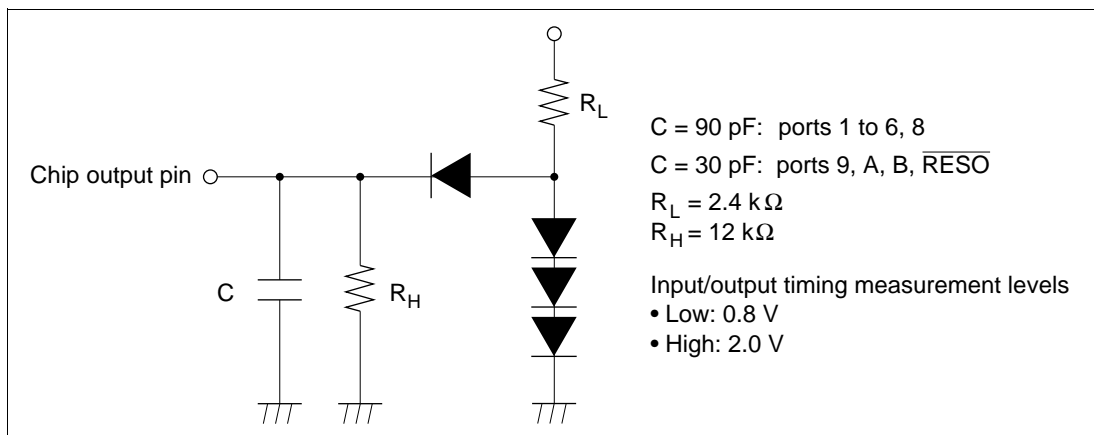 R_L
Chip output pin
C
R_H
C = 90 pF: ports 1 to 6, 8
C = 30 pF: ports 9, A, B, R̅E̅S̅O̅
R_L = 2.4 kΩ
R_H = 12 kΩ
Input/output timing measurement levels
• Low: 0.8 V
• High: 2.0 V